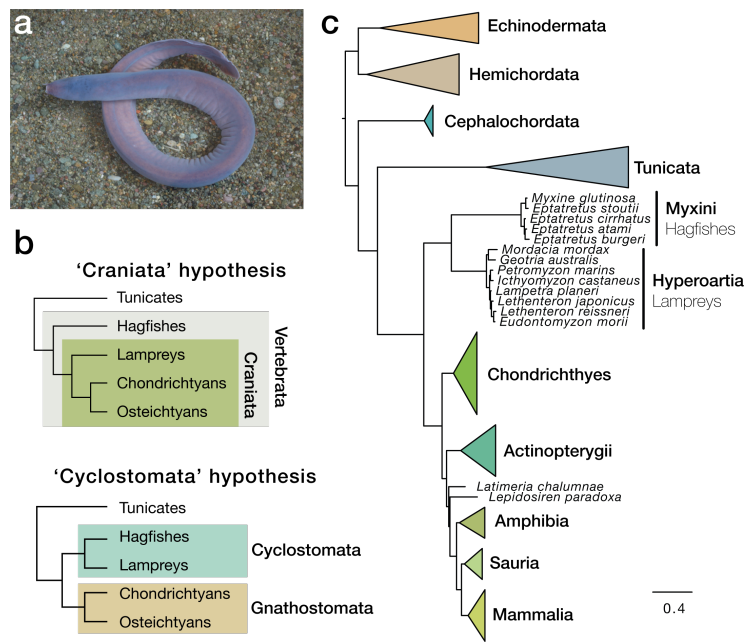 a
b
'Craniata' hypothesis
Tunicates
Hagfishes
Lampreys
Chondrichtyans
Osteichtyans
Craniata
Vertebrata
'Cyclostomata' hypothesis
Tunicates
Hagfishes
Lampreys
Cyclostomata
Chondrichtyans
Osteichtyans
Gnathostomata
c
Echinodermata
Hemichordata
Cephalochordata
Tunicata
Myxine glutinosa
Eptatretus stoutii
Eptatretus cirrhatus
Eptatretus atami
Eptatretus burgeri
Myxini
Hagfishes
Mordacia mordax
Geotria australis
Petromyzon marins
Icthyomyzon castaneus
Lampetra planeri
Lethenteron japonicus
Lethenteron reissneri
Eudontomyzon morii
Hyperoartia
Lampreys
Chondrichthyes
Actinopterygii
Latimeria chalumnae
Lepidosiren paradoxa
Amphibia
Sauria
Mammalia
0.4